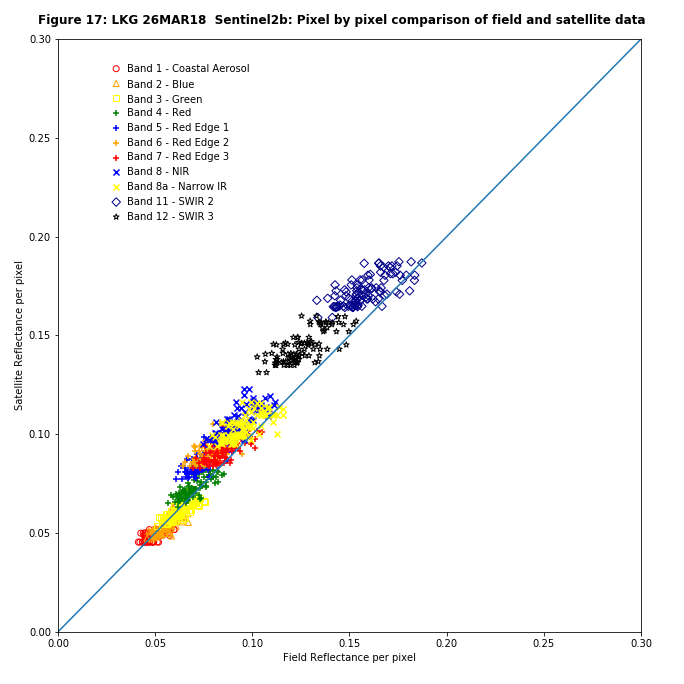 Figure 17: LKG 26MAR18  Sentinel2b: Pixel by pixel comparison of field and satellite data
0.30
Band 1 - Coastal Aerosol
Band 2 - Blue
Band 3 - Green
Band 4 - Red
Band 5 - Red Edge 1
Band 6 - Red Edge 2
Band 7 - Red Edge 3
Band 8 - NIR
Band 8a - Narrow IR
Band 11 - SWIR 2
Band 12 - SWIR 3
0.25
0.20
0.15
0.10
0.05
0.00
Satellite Reflectance per pixel
0.00 0.05 0.10 0.15 0.20 0.25 0.30
Field Reflectance per pixel